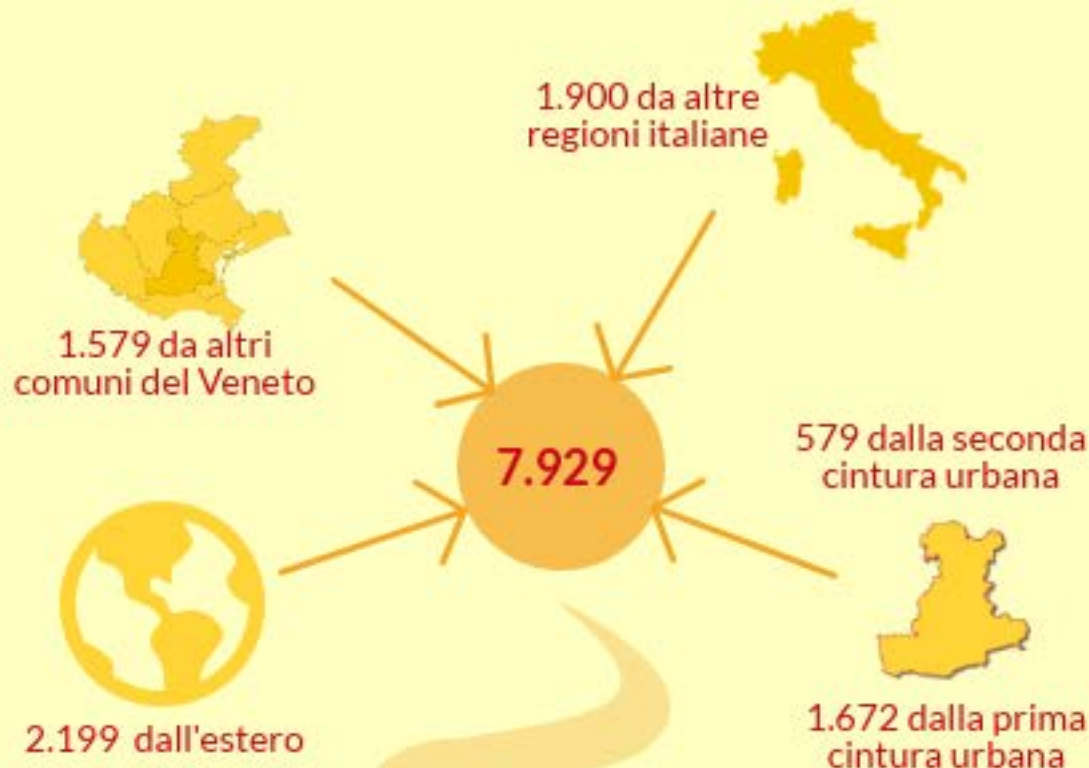 1.900 da altre
regioni italiane
1.579 da altri
comuni del Veneto
7.929
579 dalla seconda
cintura urbana
2.199 dall'estero
1.672 dalla prima
cintura urbana